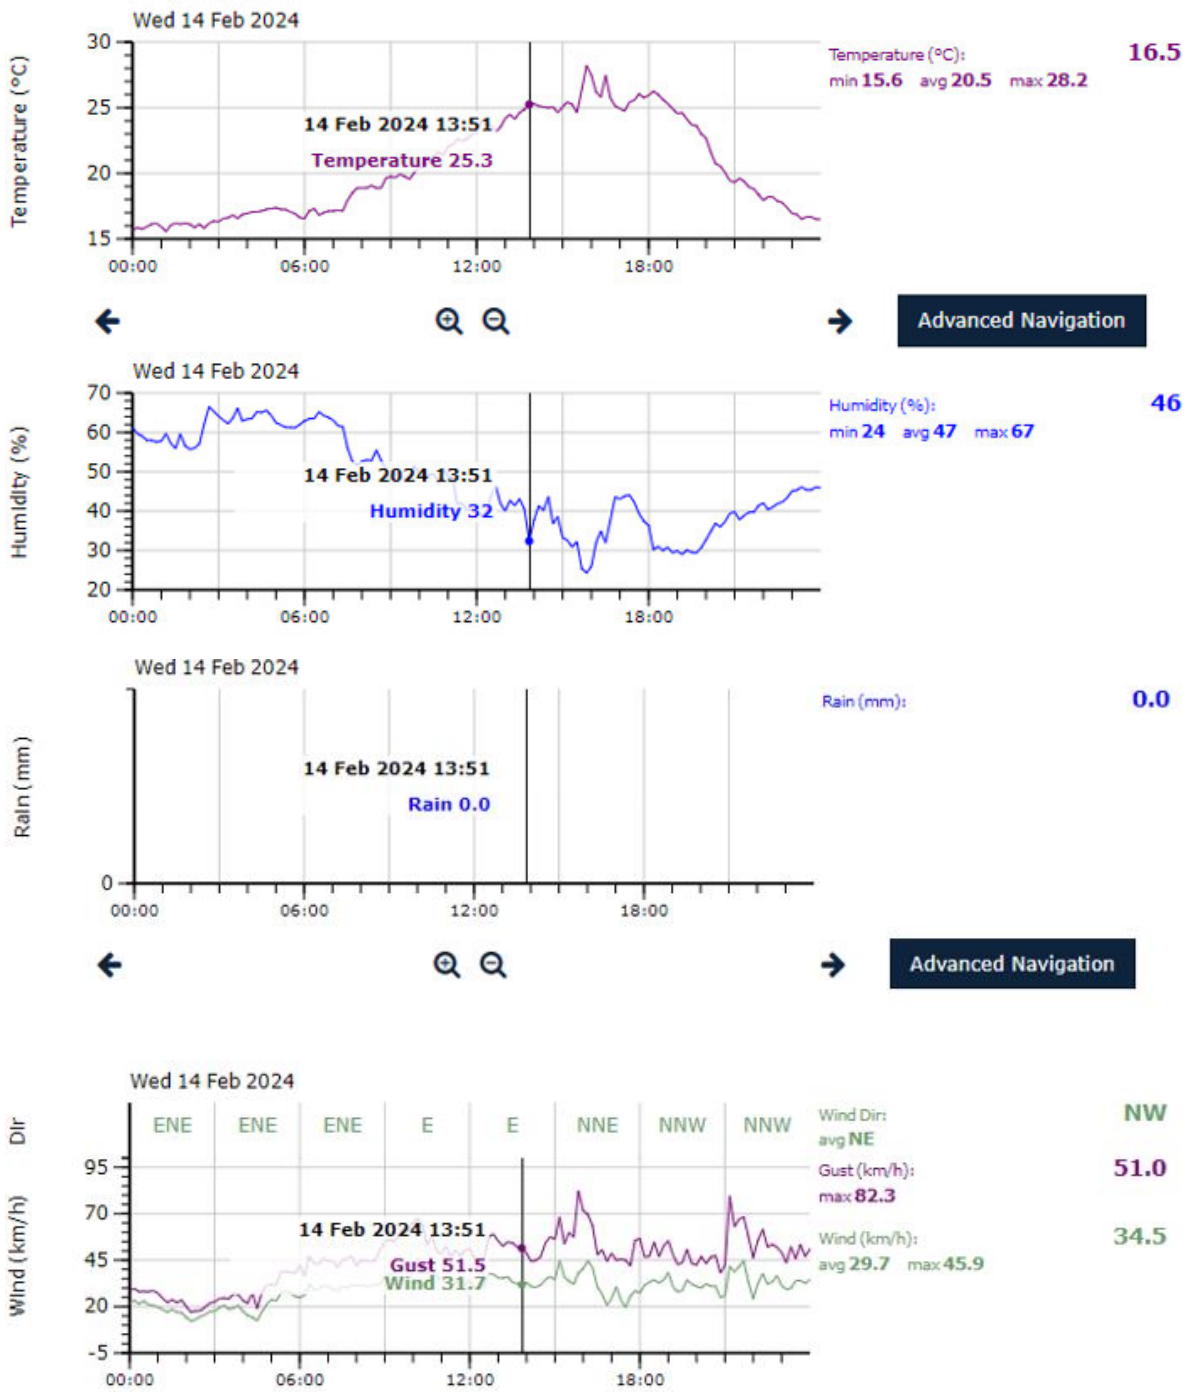 Wed 14 Feb 2024
Temperature (°C)
30
25
20
15
14 Feb 2024 13:51
Temperature 25.3
00:00 06:00 12:00 18:00
Temperature (°C): 16.5
min 15.6 avg 20.5 max 28.2
Advanced Navigation
Wed 14 Feb 2024
Humidity (%)
70
60
50
40
30
20
14 Feb 2024 13:51
Humidity 32
00:00 06:00 12:00 18:00
Humidity (%): 46
min 24 avg 47 max 67
Wed 14 Feb 2024
Rain (mm)
0
14 Feb 2024 13:51
Rain 0.0
00:00 06:00 12:00 18:00
Rain (mm): 0.0
Advanced Navigation
Wed 14 Feb 2024
Dir
ENE ENE ENE E E NNE NNW NNW
Wind (km/h)
95
70
45
20
-5
14 Feb 2024 13:51
Gust 51.5
Wind 31.7
00:00 06:00 12:00 18:00
Wind Dir: NW
avg NE
Gust (km/h): 51.0
max 82.3
Wind (km/h): 34.5
avg 29.7 max 45.9